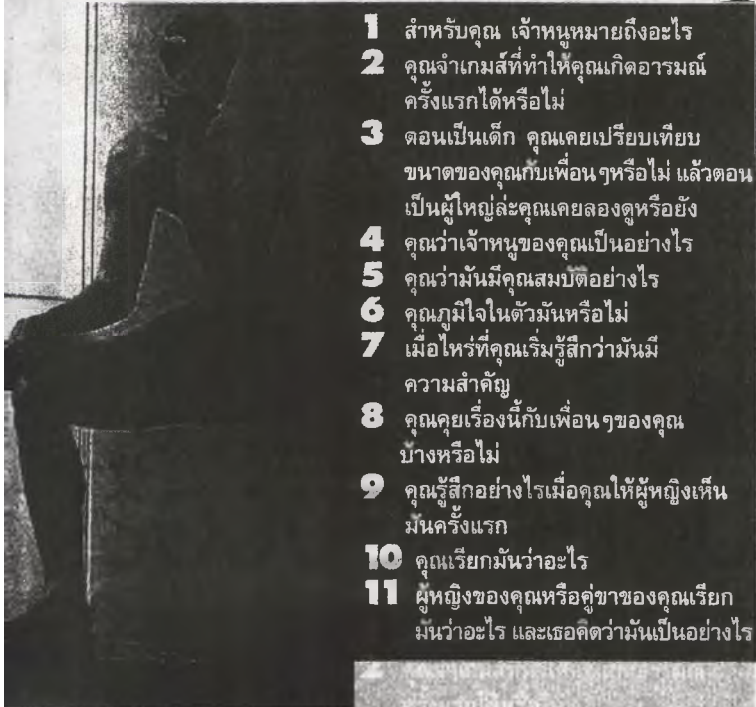 1 สำหรับคุณ เจ้าหนูหมายถึงอะไร
2 คุณจำเกมส์ที่ทำให้คุณเกิดอารมณ์
ครั้งแรกได้หรือไม่
3 ตอนเป็นเด็ก คุณเคยเปรียบเทียบ
ขนาดของคุณกับเพื่อนๆหรือไม่ แล้วตอน
เป็นผู้ใหญ่ล่ะคุณเคยลองดูหรือยัง
4 คุณว่าเจ้าหนูของคุณเป็นอย่างไร
5 คุณว่ามันมีคุณสมบัติอย่างไร
6 คุณภูมิใจในตัวมันหรือไม่
7 เมื่อไหร่ที่คุณเริ่มรู้สึกว่ามันมี
ความสำคัญ
8 คุณคุยเรื่องนี้กับเพื่อนๆของคุณ
บ้างหรือไม่
9 คุณรู้สึกอย่างไรเมื่อคุณให้ผู้หญิงเห็น
มันครั้งแรก
10 คุณเรียกมันว่าอะไร
11 ผู้หญิงของคุณหรือคู่ขาของคุณเรียก
มันว่าอะไร และเธอคิดว่ามันเป็นอย่างไร